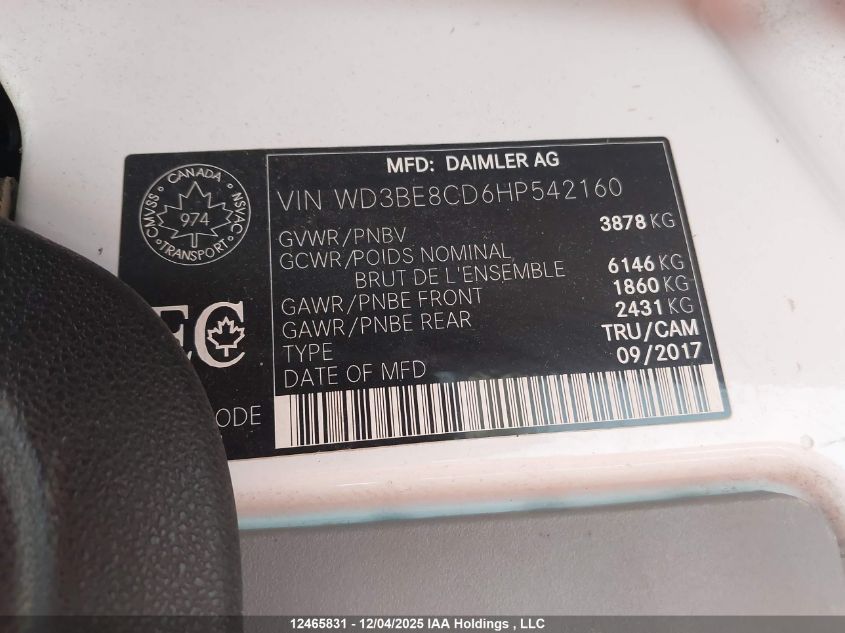 MFD: DAIMLER AG
CANADA
CMVSS
NSVAC
974
TRANSPORT
VIN WD3BE8CD6HP542160
GVWR/PNBV 3878 KG
GCWR/POIDS NOMINAL
BRUT DE L'ENSEMBLE 6146 KG
GAWR/PNBE FRONT 1860 KG
GAWR/PNBE REAR 2431 KG
TYPE TRU/CAM
DATE OF MFD 09/2017
EC
ODE
12465831 - 12/04/2025 IAA Holdings , LLC